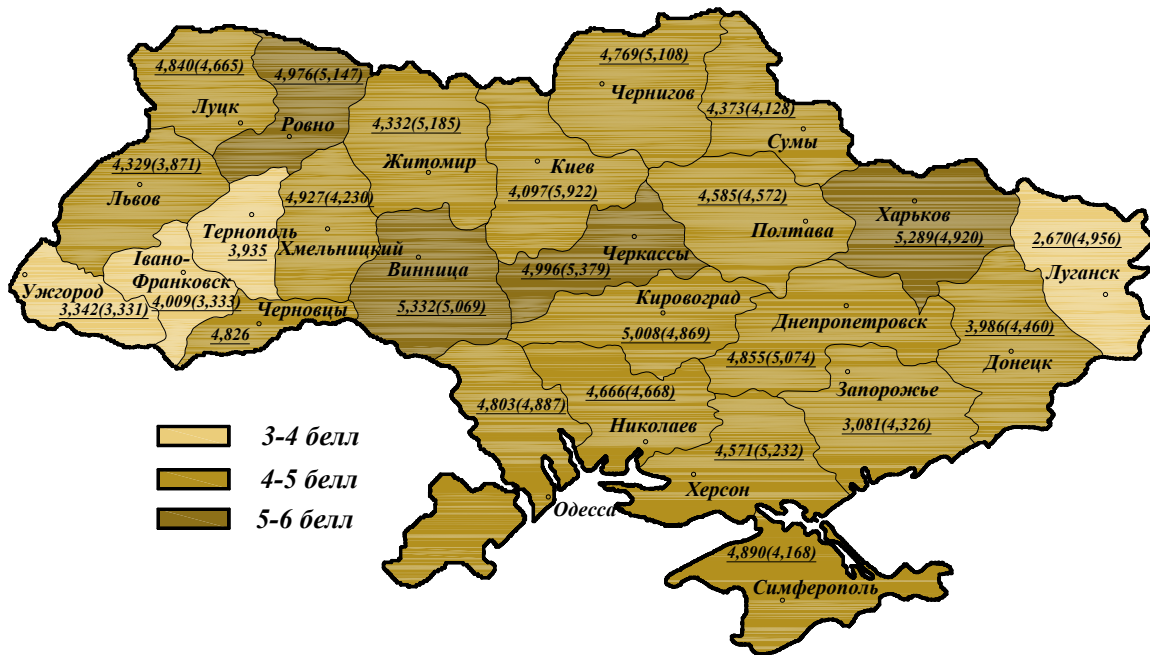 4,769(5,108)
Чернигов
4,840(4,665)
Луцк
4,976(5,147)
Ровно
4,373(4,128)
Сумы
4,332(5,185)
Житомир
Киев
4,097(5,922)
4,329(3,871)
Львов
4,927(4,230)
Хмельницкий
4,585(4,572)
Полтава
Харьков
5,289(4,920)
2,670(4,956)
Луганск
Тернополь
3,935
Івано-
Франковск
4,009(3,333)
Ужгород
3,342(3,331)
Черновцы
4,826
Винница
5,332(5,069)
Черкассы
4,996(5,379)
Кировоград
5,008(4,869)
Днепропетровск
4,855(5,074)
3,986(4,460)
Донецк
Запорожье
3,081(4,326)
4,803(4,887)
Одесса
4,666(4,668)
Николаев
4,571(5,232)
Херсон
4,890(4,168)
Симферополь
3-4 белл
4-5 белл
5-6 белл